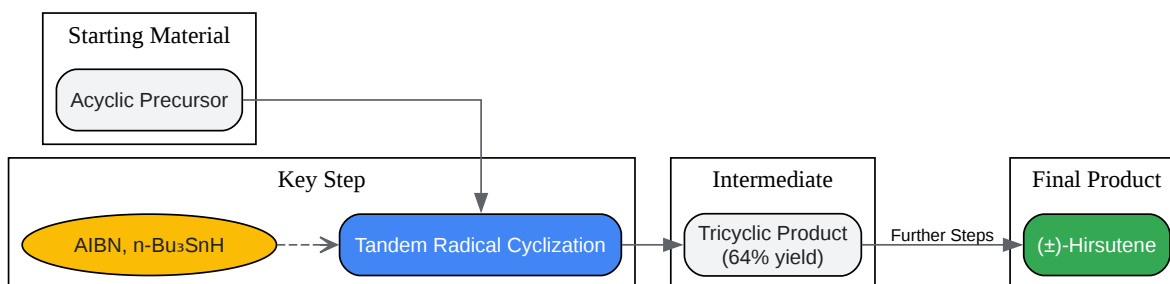 Starting Material
Acyclic Precursor
Key Step
AIBN, n-Bu₃SnH
Tandem Radical Cyclization
Intermediate
Tricyclic Product
(64% yield)
Further Steps
Final Product
(±)-Hirsutene